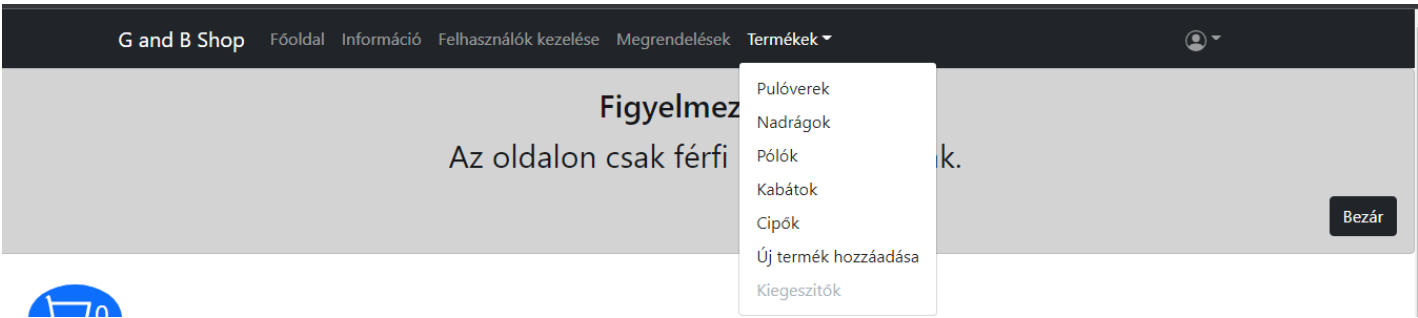 G and B Shop Főoldal Információ Felhasználók kezelése Megrendelések Termékek
Pulóverek
Nadrágok
Pólók
Kabátok
Cipők
Új termék hozzáadása
Kiegeszitők
Az oldalon csak férfi
Bezár
0